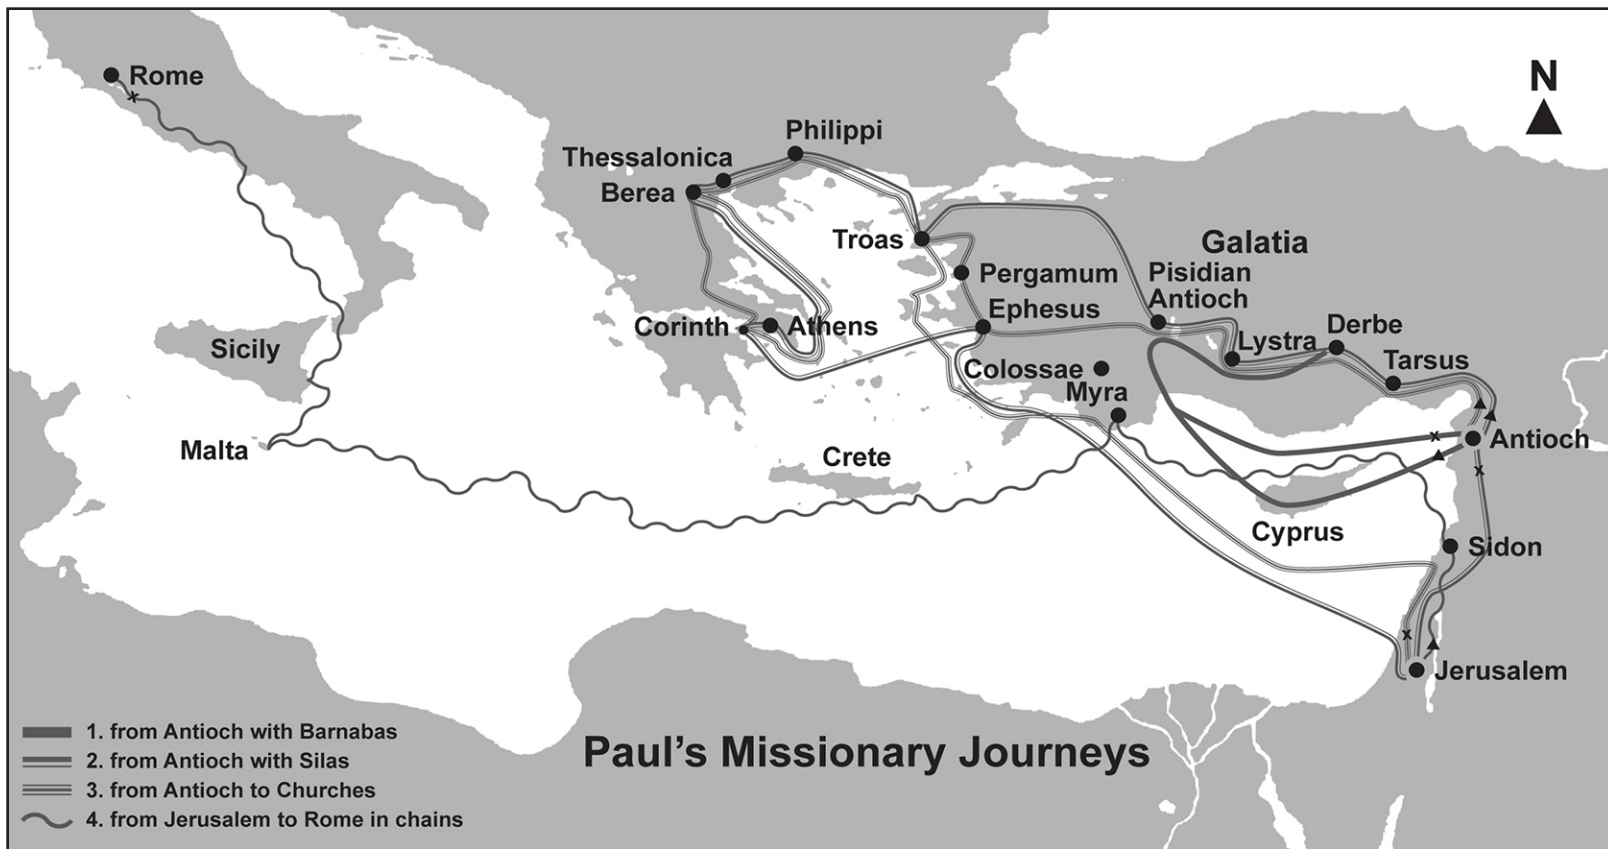 N
Rome
Philippi
Thessalonica
Berea
Troas
Galatia
Pergamum
Pisidian
Antioch
Ephesus
Corinth
Athens
Derbe
Lystra
Sicily
Colossae
Tarsus
Myra
Malta
Antioch
Crete
Cyprus
Sidon
Jerusalem
1. from Antioch with Barnabas
2. from Antioch with Silas
3. from Antioch to Churches
4. from Jerusalem to Rome in chains
Paul’s Missionary Journeys